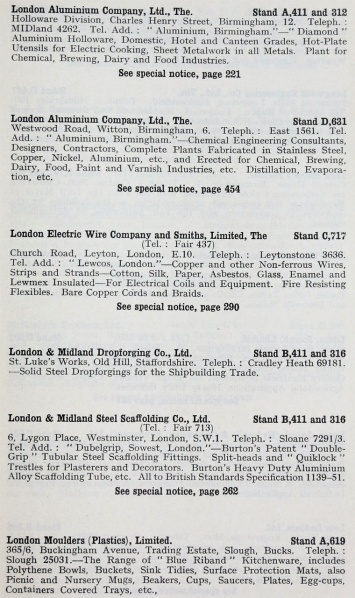 London Aluminium Company, Ltd., The. Stand A,411 and 312
Holloware Division, Charles Henry Street, Birmingham, 12. Teleph. :
MIDland 4262. Tel. Add. : " Aluminium, Birmingham."—" Diamond "
Aluminium Holloware, Domestic, Hotel and Canteen Grades, Hot-Plate
Utensils for Electric Cooking, Sheet Metalwork in all Metals. Plant for
Chemical, Brewing, Dairy and Food Industries.
See special notice, page 221
London Aluminium Company, Ltd., The. Stand D,631
Westwood Road, Witton, Birmingham, 6. Teleph. : East 1561. Tel.
Add. : " Aluminium, Birmingham."—Chemical Engineering Consultants,
Designers, Contractors, Complete Plants Fabricated in Stainless Steel,
Copper, Nickel, Aluminium, etc., and Erected for Chemical, Brewing,
Dairy, Food, Paint and Varnish Industries, etc. Distillation, Evapora-
tion, etc.
See special notice, page 454
London Electric Wire Company and Smiths, Limited, The Stand C,717
(Tel. : Fair 437)
Church Road, Leyton, London, E.10. Teleph. : Leytonstone 3636.
Tel. Add. : " Lewcos, London."—Copper and other Non-ferrous Wires,
Strips and Strands—Cotton, Silk, Paper, Asbestos. Glass, Enamel and
Lewmex Insulated—For Electrical Coils and Equipment. Fire Resisting
Flexibles. Bare Copper Cords and Braids.
See special notice, page 290
London & Midland Dropforging Co., Ltd. Stand B,411 and 316
St. Luke's Works, Old Hill, Staffordshire. Teleph. : Cradley Heath 69181.
—Solid Steel Dropforgings for the Shipbuilding Trade.
London & Midland Steel Scaffolding Co., Ltd. Stand B,411 and 316
(Tel. : Fair 713)
6, Lygon Place, Westminster, London, S.W.1. Teleph. : Sloane 7291/3.
Tel. Add. : " Dubelgrip, Sowest, London."—Burton's Patent " Double-
Grip " Tubular Steel Scaffolding Fittings. Split-heads and " Quiklock "
Trestles for Plasterers and Decorators. Burton's Heavy Duty Aluminium
Alloy Scaffolding Tube, etc. All to British Standards Specification 1139–51.
See special notice, page 262
London Moulders (Plastics), Limited. Stand A,619
365/6, Buckingham Avenue, Trading Estate, Slough, Bucks. Teleph. :
Slough 25031.—The Range of " Blue Riband " Kitchenware, includes
Polythene Bowls, Buckets, Sink Tidies, Surface Protection Mats, also
Picnic and Nursery Mugs, Beakers, Cups, Saucers, Plates, Egg-cups,
Containers Covered Trays, etc.,